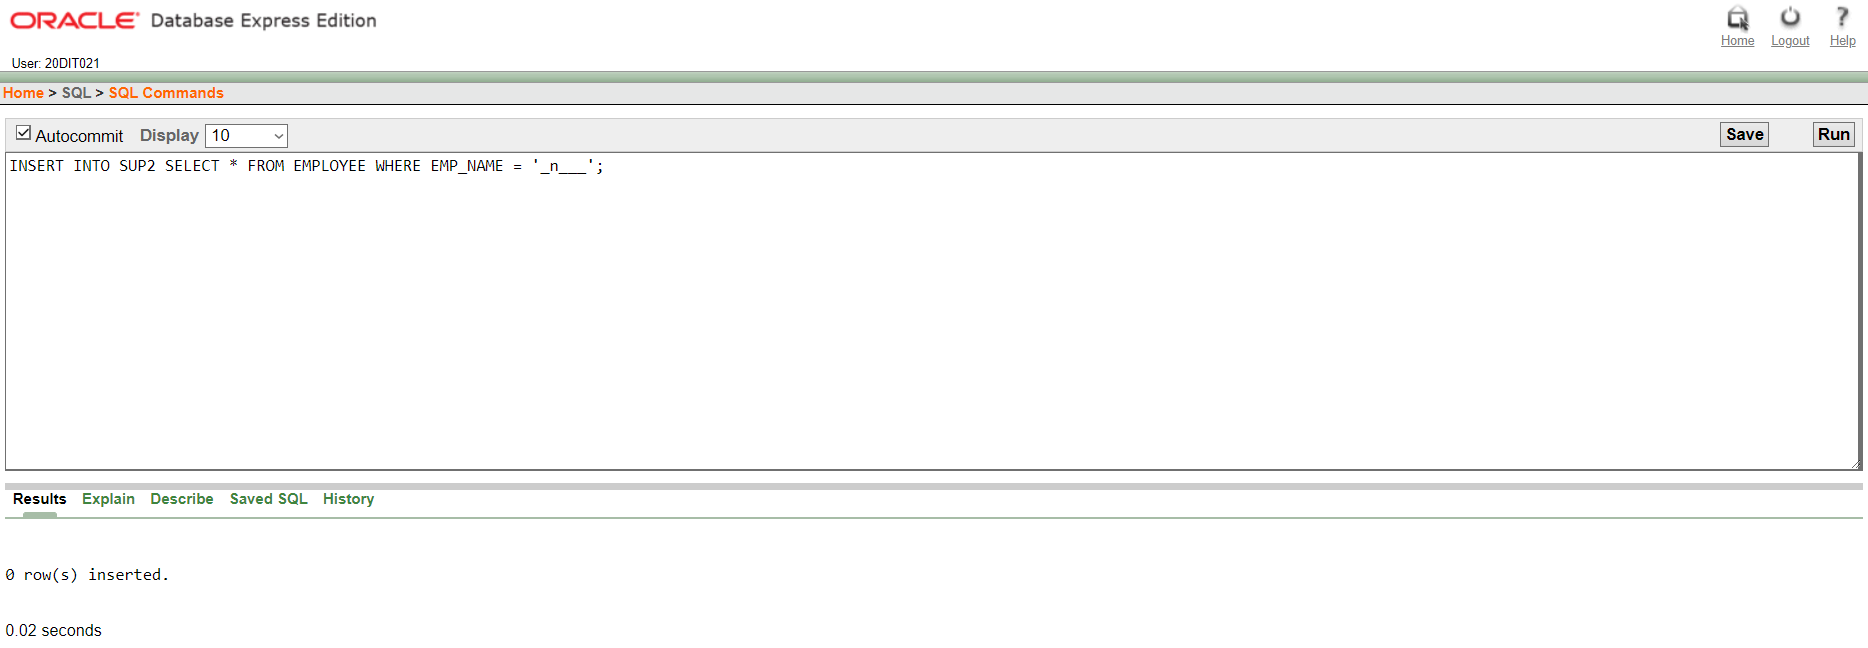 ORACLE Database Express Edition
Home Logout Help
User: 20DIT021
Home > SQL > SQL Commands
Autocommit Display 10 Save Run
INSERT INTO SUP2 SELECT * FROM EMPLOYEE WHERE EMP_NAME = '_n___';
Results Explain Describe Saved SQL History
0 row(s) inserted.
0.02 seconds